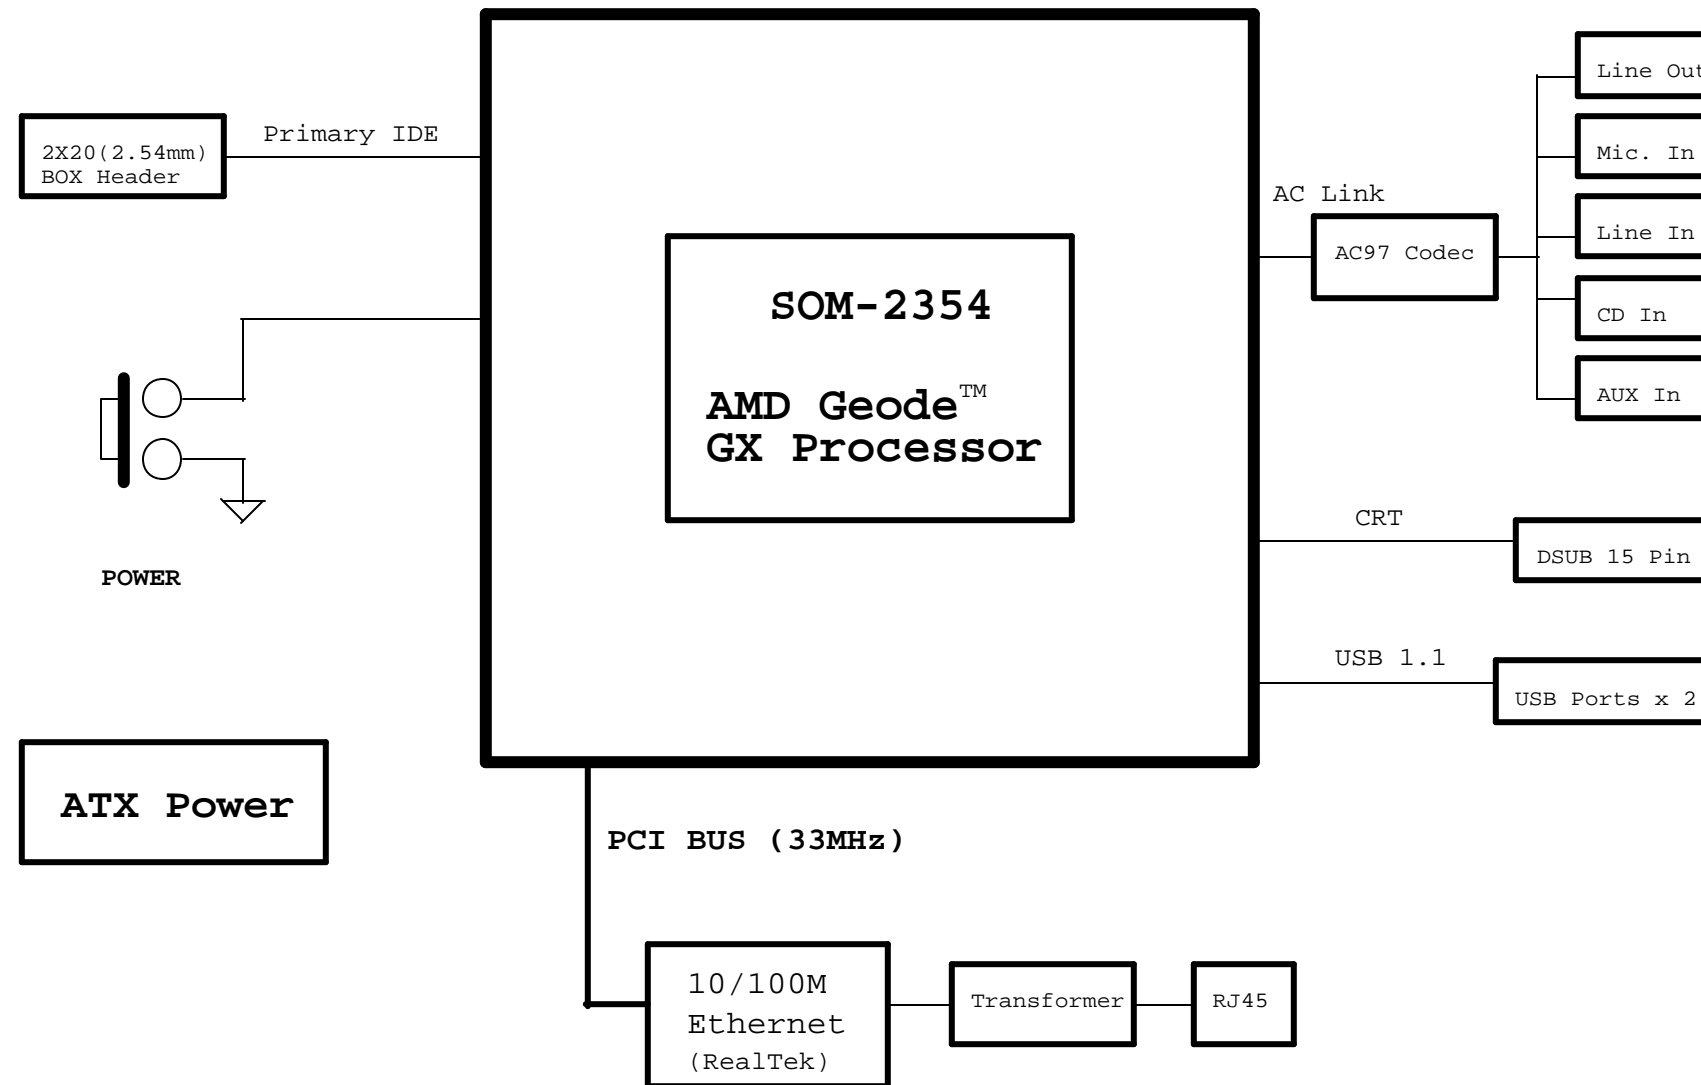 Line Out
2X20(2.54mm)
BOX Header
Primary IDE
Mic. In
AC Link
AC97 Codec
Line In
SOM-2354
CD In
AMD Geode™
GX Processor
AUX In
CRT
DSUB 15 Pin
POWER
USB 1.1
USB Ports x 2
ATX Power
PCI BUS (33MHz)
10/100M
Ethernet
(RealTek)
Transformer
RJ45